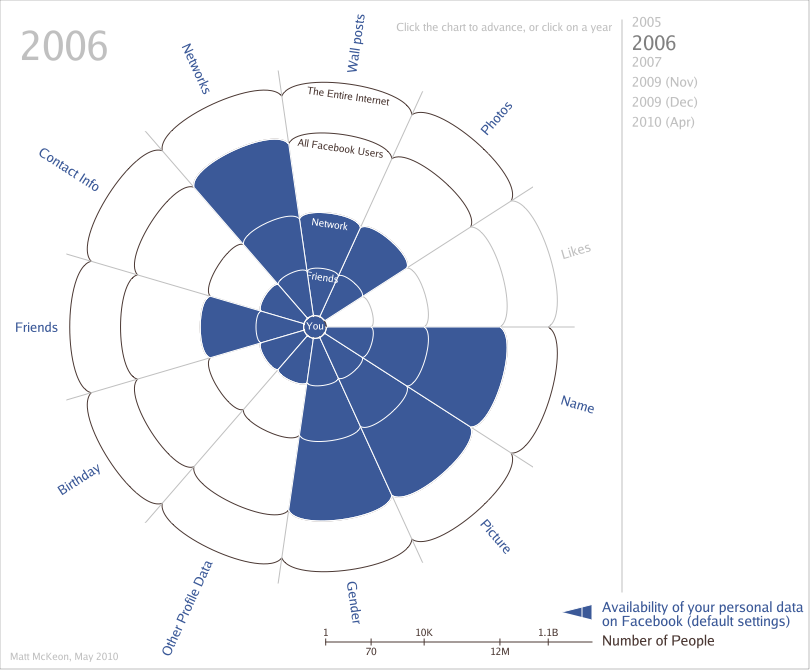 2006
Click the chart to advance, or click on a year
2005
2006
2007
2009 (Nov)
2009 (Dec)
2010 (Apr)
Networks
Wall posts
Photos
Contact Info
Likes
Friends
Name
Birthday
Picture
Other Profile Data
Gender
The Entire Internet
All Facebook Users
Network
Friends
You
Availability of your personal data
on Facebook (default settings)
1
10K
1.1B
Number of People
70
12M
Matt McKeon, May 2010